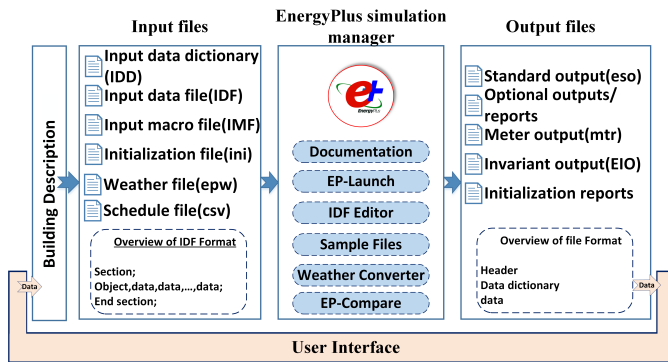 Input files
EnergyPlus simulation
manager
Output files
Data
Building Description
Input data dictionary
(IDD)
Input data file(IDF)
Input macro file(IMF)
Initialization file(ini)
Weather file(epw)
Schedule file(csv)
Overview of IDF Format
Section;
Object,data,data,...,data;
End section;
e+
EnergyPlus
Documentation
EP-Launch
IDF Editor
Sample Files
Weather Converter
EP-Compare
Standard output(eso)
Optional outputs/
reports
Meter output(mtr)
Invariant output(EIO)
Initialization reports
Overview of file Format
Header
Data dictionary
data
Data
User Interface